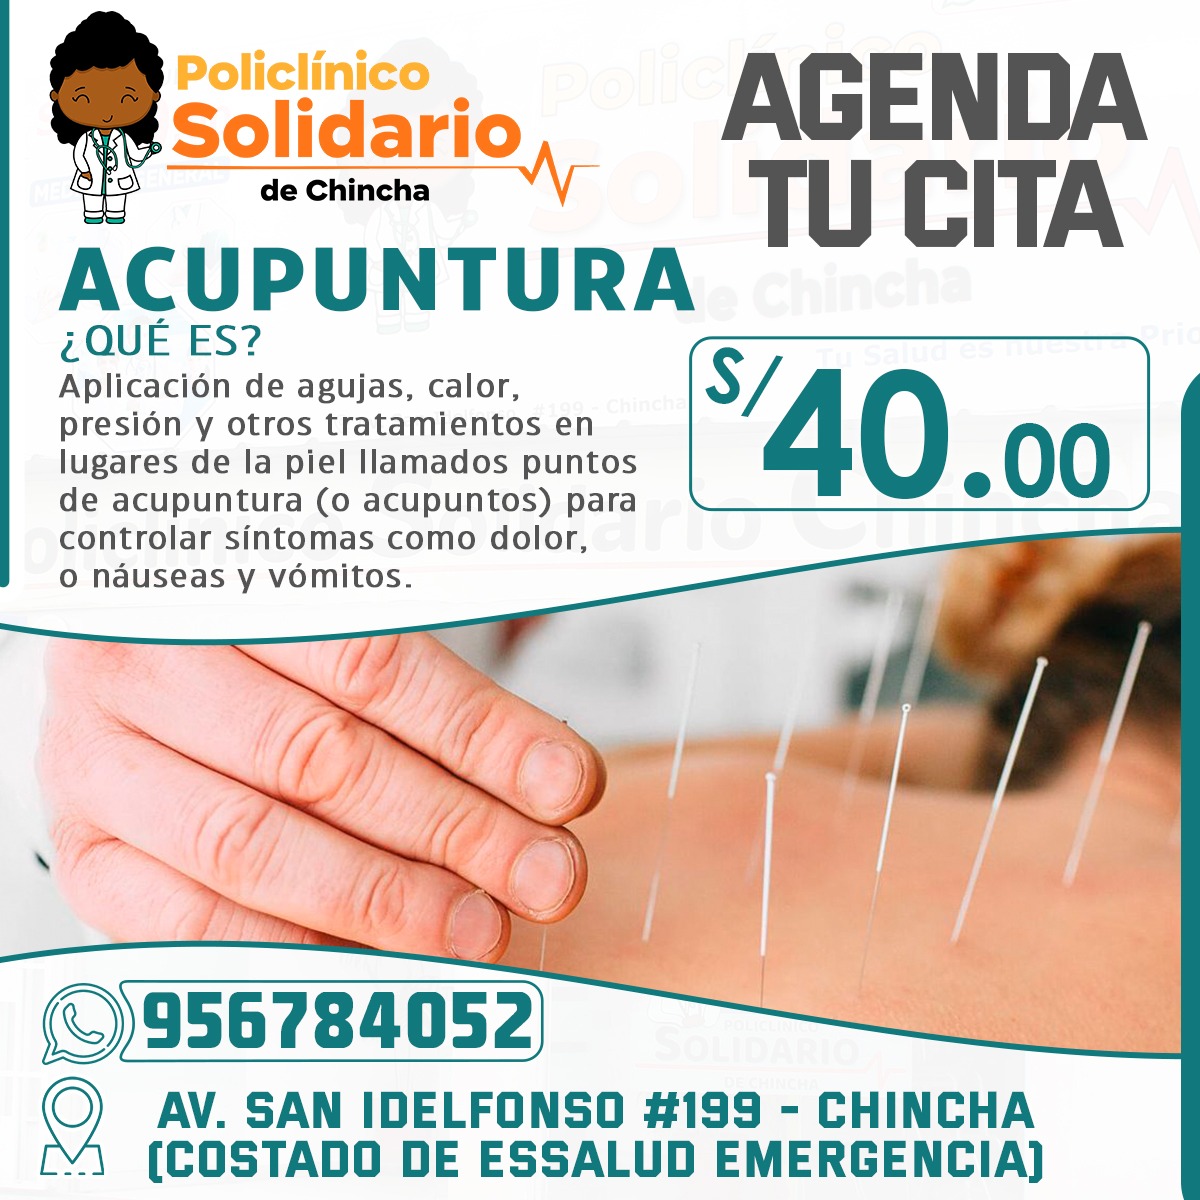 Policlínico
Solidario
de Chincha
AGENDA
TU CITA
ACUPUNTURA
¿QUÉ ES?
Aplicación de agujas, calor,
presión y otros tratamientos en
lugares de la piel llamados puntos
de acupuntura (o acupuntos) para
controlar síntomas como dolor,
o náuseas y vómitos.
S/40.00
956784052
AV. SAN IDELFONSO #199 - CHINCHA
(COSTADO DE ESSALUD EMERGENCIA)